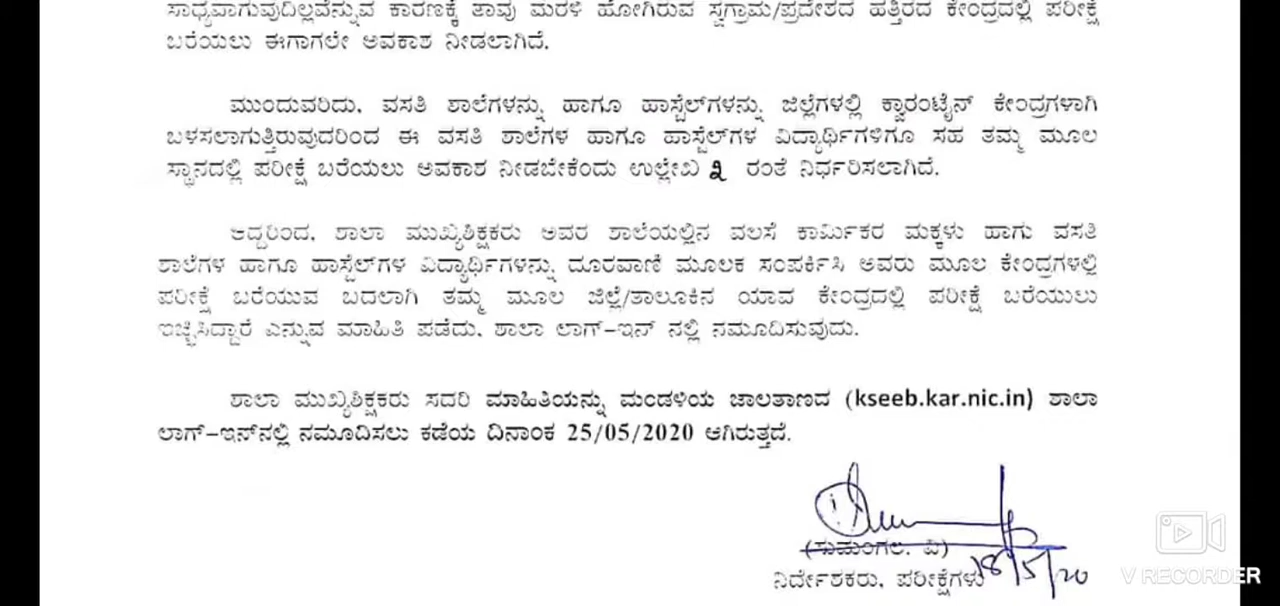 ಸಾಧ್ಯವಾಗುವುದಿಲ್ಲವೆನ್ನುವ ಕಾರಣಕ್ಕೆ ತಾವು ಮರಳಿ ಹೋಗಿರುವ ಸ್ವಗ್ರಾಮ/ಪ್ರದೇಶದ ಹತ್ತಿರದ ಕೇಂದ್ರದಲ್ಲಿ ಪರೀಕ್ಷೆ
ಬರೆಯಲು ಈಗಾಗಲೇ ಅವಕಾಶ ನೀಡಲಾಗಿದೆ.
ಮುಂದುವರಿದು, ವಸತಿ ಶಾಲೆಗಳನ್ನು ಹಾಗೂ ಹಾಸ್ಟೆಲ್‌ಗಳನ್ನು ಜಿಲ್ಲೆಗಳಲ್ಲಿ ಕ್ವಾರಂಟೈನ್ ಕೇಂದ್ರಗಳಾಗಿ
ಬಳಸಲಾಗುತ್ತಿರುವುದರಿಂದ ಈ ವಸತಿ ಶಾಲೆಗಳ ಹಾಗೂ ಹಾಸ್ಟೆಲ್‌ಗಳ ವಿದ್ಯಾರ್ಥಿಗಳಿಗೂ ಸಹ ತಮ್ಮ ಮೂಲ
ಸ್ಥಾನದಲ್ಲಿ ಪರೀಕ್ಷೆ ಬರೆಯಲು ಅವಕಾಶ ನೀಡಬೇಕೆಂದು ಉಲ್ಲೇಖ ರಂತೆ ನಿರ್ಧರಿಸಲಾಗಿದೆ.
ಆದ್ದರಿಂದ, ಶಾಲಾ ಮುಖ್ಯಶಿಕ್ಷಕರು ಅವರ ಶಾಲೆಯಲ್ಲಿನ ವಲಸೆ ಕಾರ್ಮಿಕರ ಮಕ್ಕಳು ಹಾಗು ವಸತಿ
ಶಾಲೆಗಳ ಹಾಗೂ ಹಾಸ್ಟೆಲ್‌ಗಳ ವಿದ್ಯಾರ್ಥಿಗಳನ್ನು ದೂರವಾಣಿ ಮೂಲಕ ಸಂಪರ್ಕಿಸಿ ಅವರು ಮೂಲ ಕೇಂದ್ರಗಳಲ್ಲಿ
ಪರೀಕ್ಷೆ ಬರೆಯುವ ಬದಲಾಗಿ ತಮ್ಮ ಮೂಲ ಜಿಲ್ಲೆ/ತಾಲೂಕಿನ ಯಾವ ಕೇಂದ್ರದಲ್ಲಿ ಪರೀಕ್ಷೆ ಬರೆಯುಲು
ಇಚ್ಛಿಸಿದ್ದಾರೆ ಎನ್ನುವ ಮಾಹಿತಿ ಪಡೆದು, ಶಾಲಾ ಲಾಗ್-ಇನ್ ನಲ್ಲಿ ನಮೂದಿಸುವುದು.
ಶಾಲಾ ಮುಖ್ಯಶಿಕ್ಷಕರು ಸದರಿ ಮಾಹಿತಿಯನ್ನು ಮಂಡಳಿಯ ಜಾಲತಾಣದ (kseeb.kar.nic.in) ಶಾಲಾ
ಲಾಗ್-ಇನ್‌ನಲ್ಲಿ ನಮೂದಿಸಲು ಕಡೆಯ ದಿನಾಂಕ 25/05/2020 ಆಗಿರುತ್ತದೆ.
(ಸುಮಂಗಲ. ವಿ)
ನಿರ್ದೇಶಕರು, ಪರೀಕ್ಷೆಗಳು 18/5/20
V RECORDER